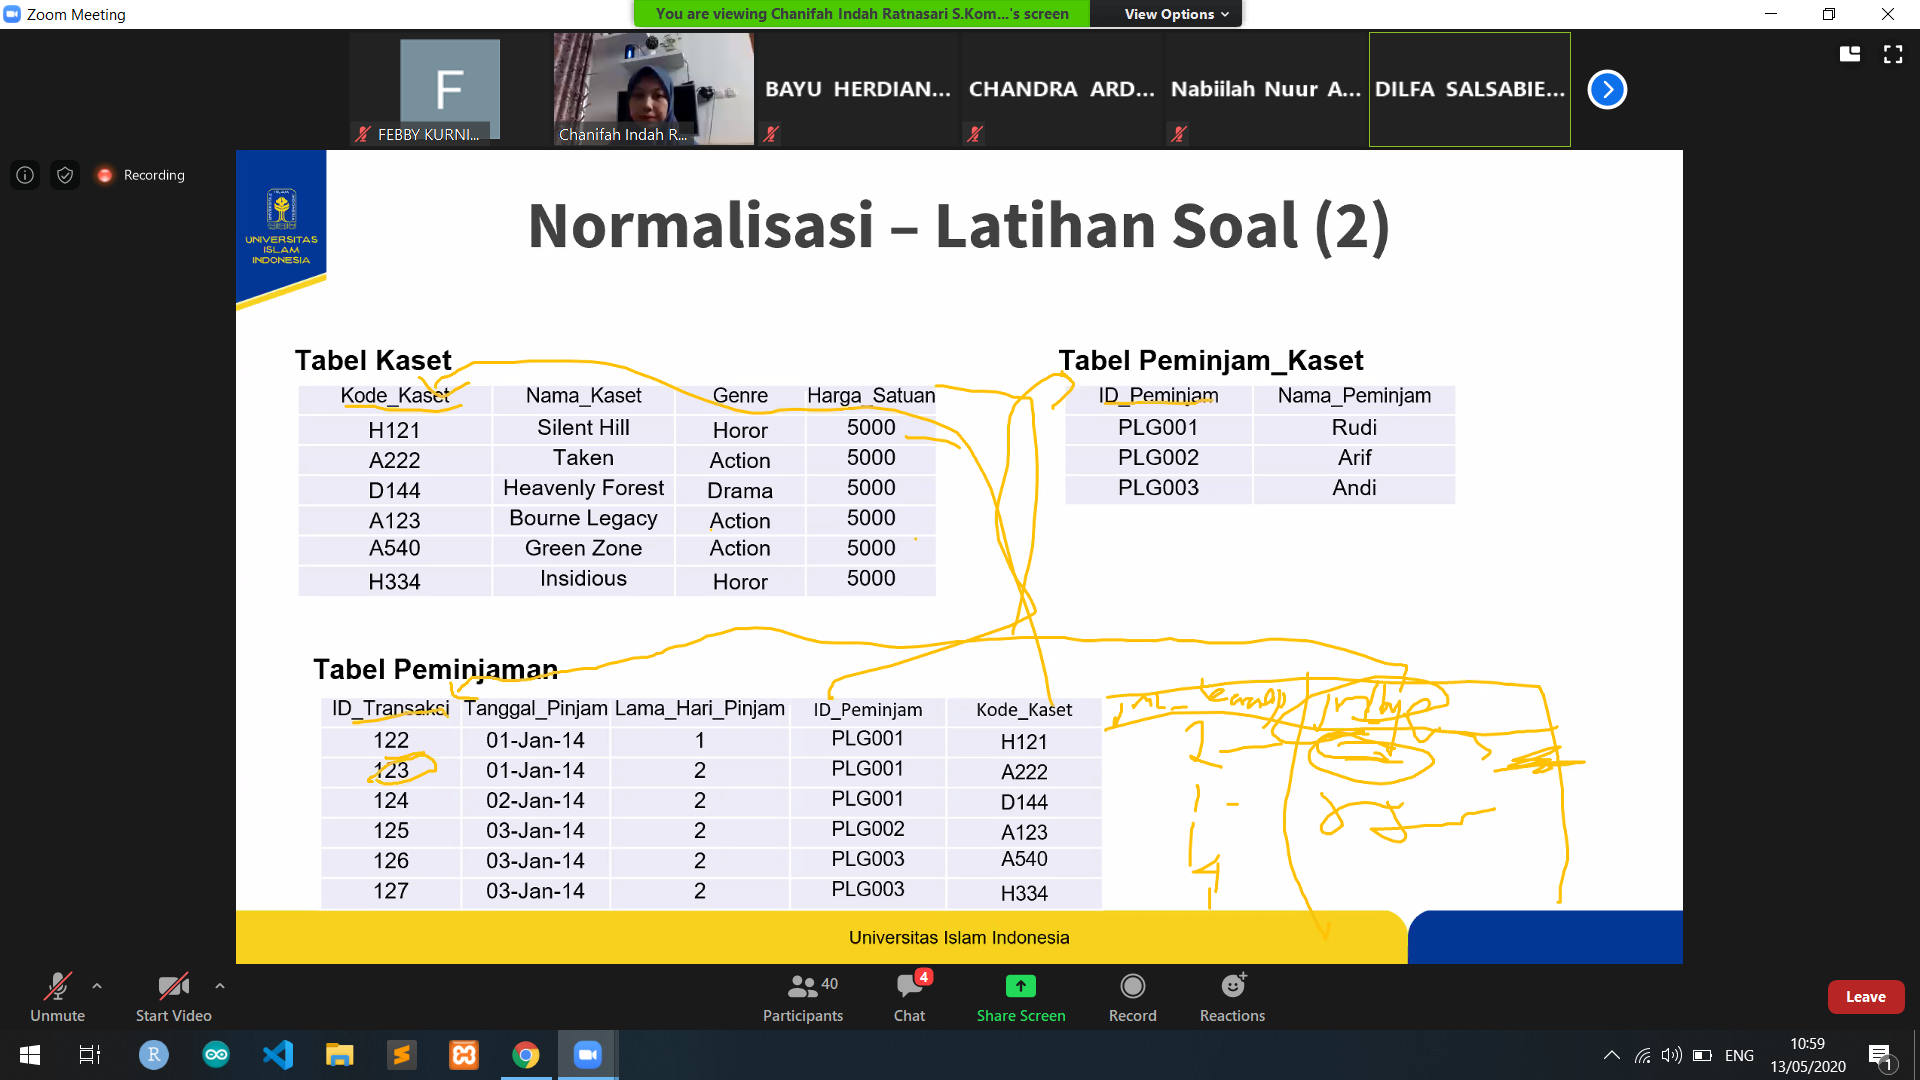 Zoom Meeting
You are viewing Chanifah Indah Ratnasari S.Kom...'s screen
View Options
F
FEBBY KURNI...
Chanifah Indah R...
BAYU HERDIAN...
CHANDRA ARD...
Nabiilah Nuur A...
DILFA SALSABIE...
Recording
UNIVERSITAS
ISLAM
INDONESIA
Normalisasi – Latihan Soal (2)
Tabel Kaset
Kode_Kaset Nama_Kaset Genre Harga_Satuan
H121 Silent Hill Horor 5000
A222 Taken Action 5000
D144 Heavenly Forest Drama 5000
A123 Bourne Legacy Action 5000
A540 Green Zone Action 5000
H334 Insidious Horor 5000
Tabel Peminjam_Kaset
ID_Peminjam Nama_Peminjam
PLG001 Rudi
PLG002 Arif
PLG003 Andi
Tabel Peminjaman
ID_Transaksi Tanggal_Pinjam Lama_Hari_Pinjam ID_Peminjam Kode_Kaset
122 01-Jan-14 1 PLG001 H121
123 01-Jan-14 2 PLG001 A222
124 02-Jan-14 2 PLG001 D144
125 03-Jan-14 2 PLG002 A123
126 03-Jan-14 2 PLG003 A540
127 03-Jan-14 2 PLG003 H334
Universitas Islam Indonesia
Unmute
Start Video
40
Participants
4
Chat
Share Screen
Record
Reactions
Leave
R
ENG
10:59
13/05/2020
1